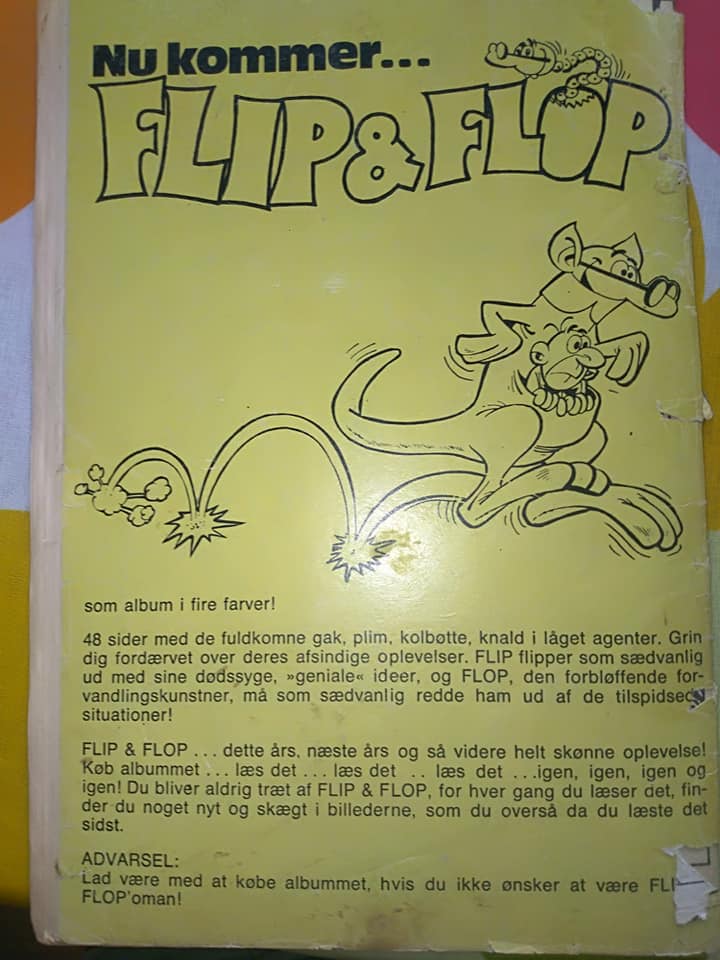 Nu kommer...
FLIP & FLOP
som album i fire farver!
48 sider med de fuldkomne gak, plim, kolbøtte, knald i låget agenter. Grin
dig fordærvet over deres afsindige oplevelser. FLIP flipper som sædvanlig
ud med sine dødssyge, »geniale« ideer, og FLOP, den forbløffende for-
vandlingskunstner, må som sædvanlig redde ham ud af de tilspidsede
situationer!
FLIP & FLOP ... dette års, næste års og så videre helt skønne oplevelse!
Køb albummet ... læs det ... læs det .. læs det ...igen, igen, igen og
igen! Du bliver aldrig træt af FLIP & FLOP, for hver gang du læser det, fin-
der du noget nyt og skægt i billederne, som du overså da du læste det
sidst.
ADVARSEL:
Lad være med at købe albummet, hvis du ikke ønsker at være FLI
FLOP'oman!